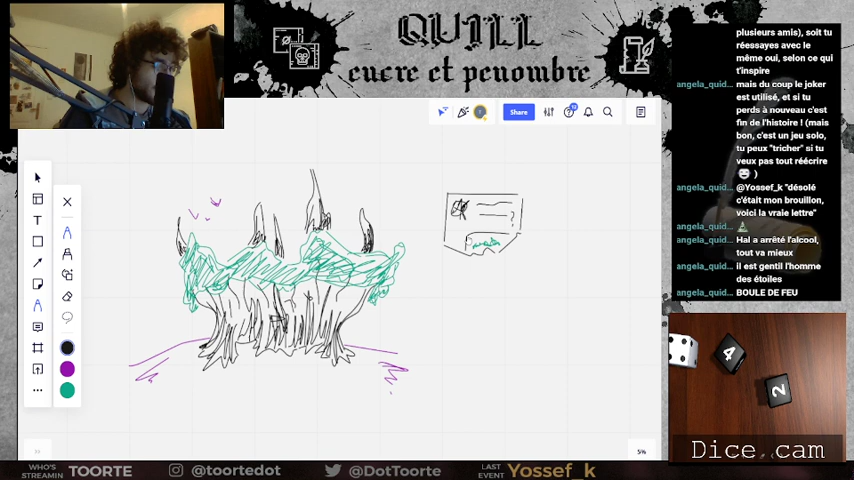 QUILL
encre et penombre
Share
plusieurs amis), soit tu
réessayes avec le
même oui, selon ce qui
t'inspire
angela_quid... mais du coup le joker
est utilisé, et si tu
perds à nouveau c'est
fin de l'histoire ! (mais
bon, c'est un jeu solo,
tu peux "tricher" si tu
veux pas tout réécrire
)
angela_quid... @Yossef_k "désolé
c'était mon brouillon,
voici la vraie lettre"
angela_quid...
angela_quid... Hal a arrêté l'alcool,
tout va mieux
angela_quid... il est gentil l'homme
des étoiles
angela_quid... BOULE DE FEU
4
2
Dice cam
5%
WHO'S
STREAMIN
TOORTE
@toortedot
@DotToorte
LAST
EVENT
Yossef_k